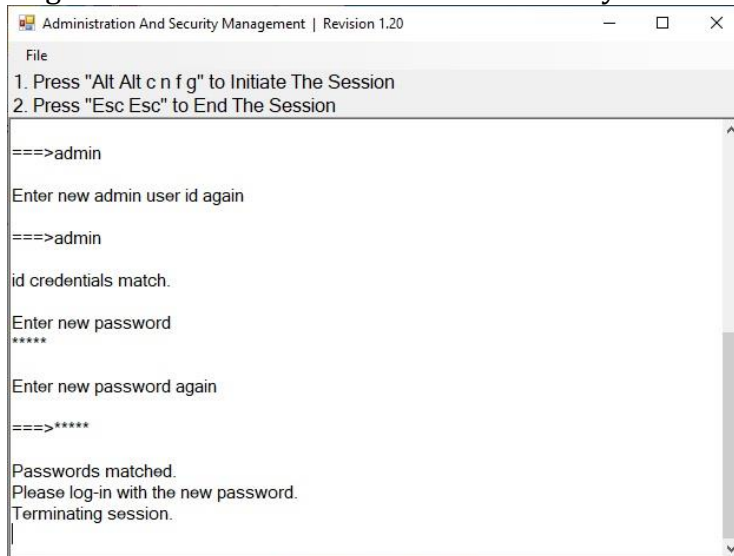 Administration And Security Management | Revision 1.20
File
1. Press "Alt Alt c n f g" to Initiate The Session
2. Press "Esc Esc" to End The Session
===>admin
Enter new admin user id again
===>admin
id credentials match.
Enter new password
*****
Enter new password again
===>*****
Passwords matched.
Please log-in with the new password.
Terminating session.